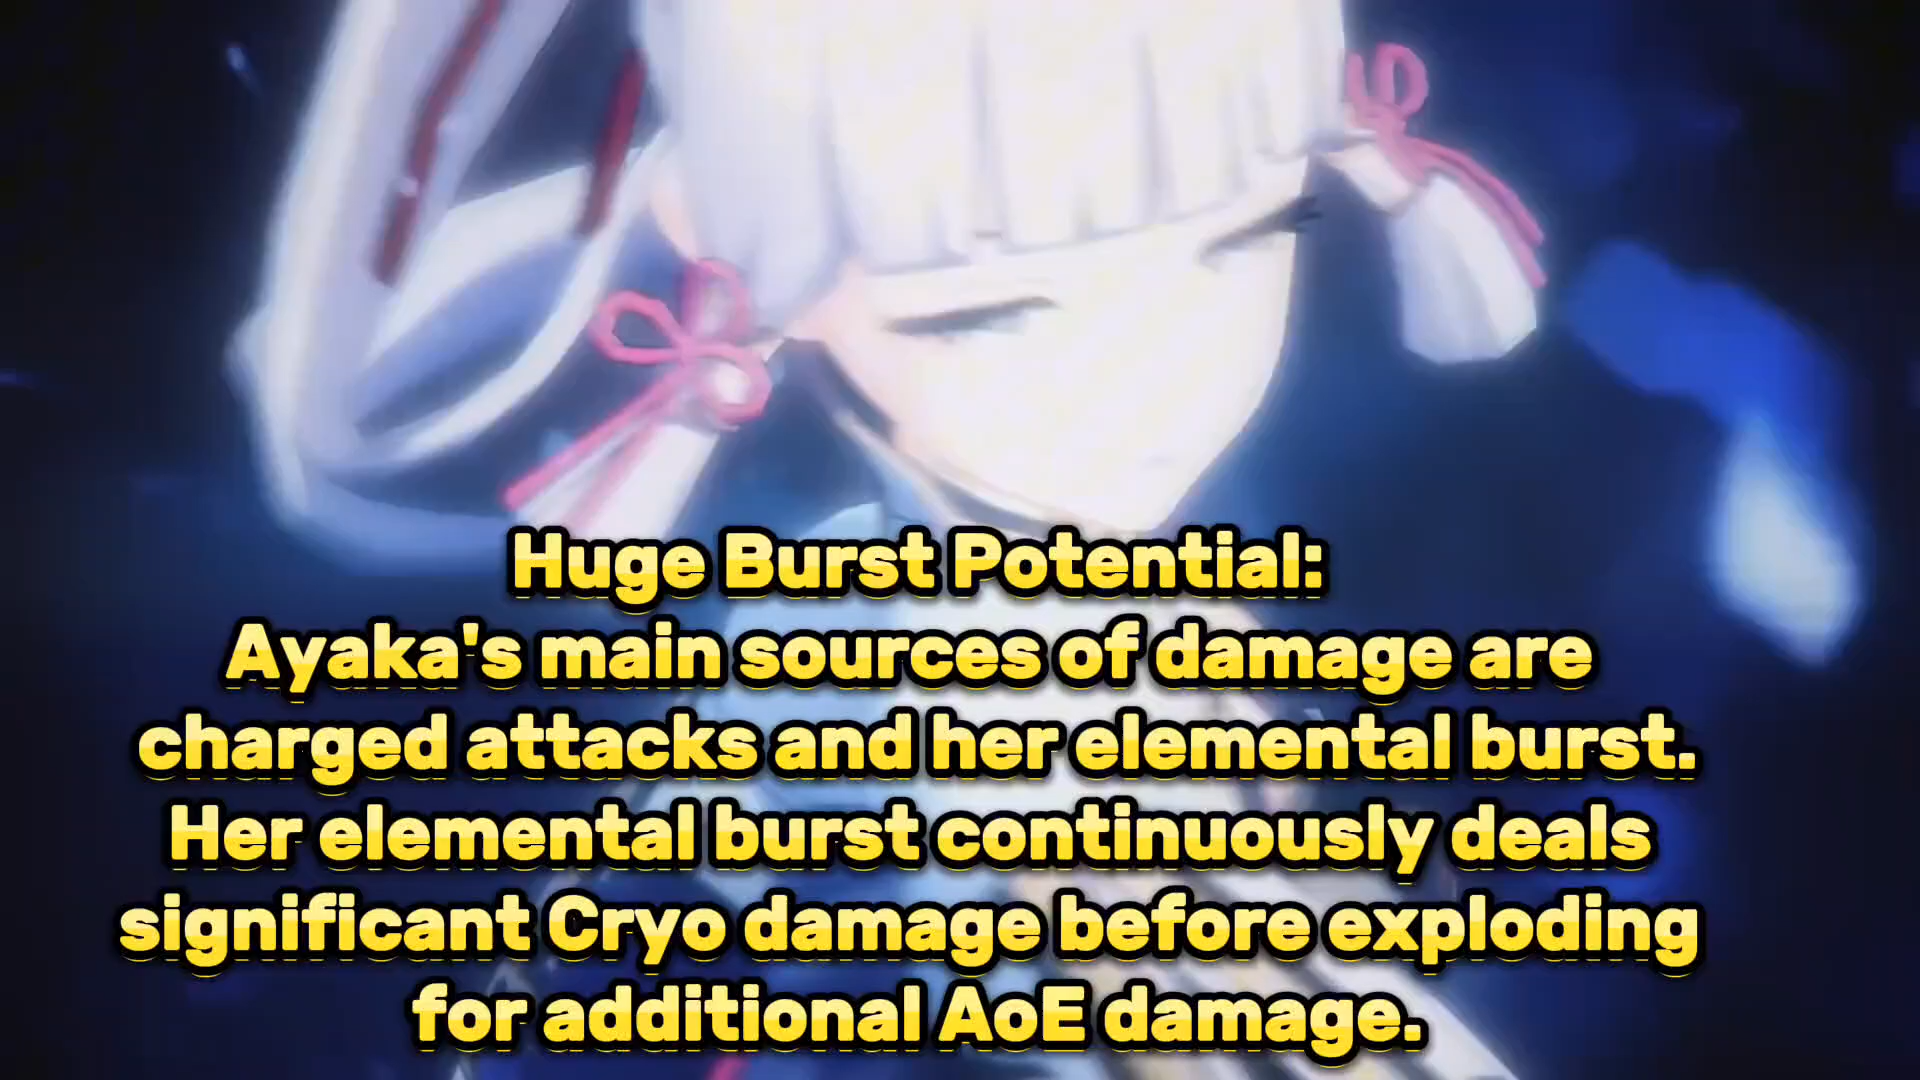 Huge Burst Potential:
Ayaka's main sources of damage are
charged attacks and her elemental burst.
Her elemental burst continuously deals
significant Cryo damage before exploding
for additional AoE damage.